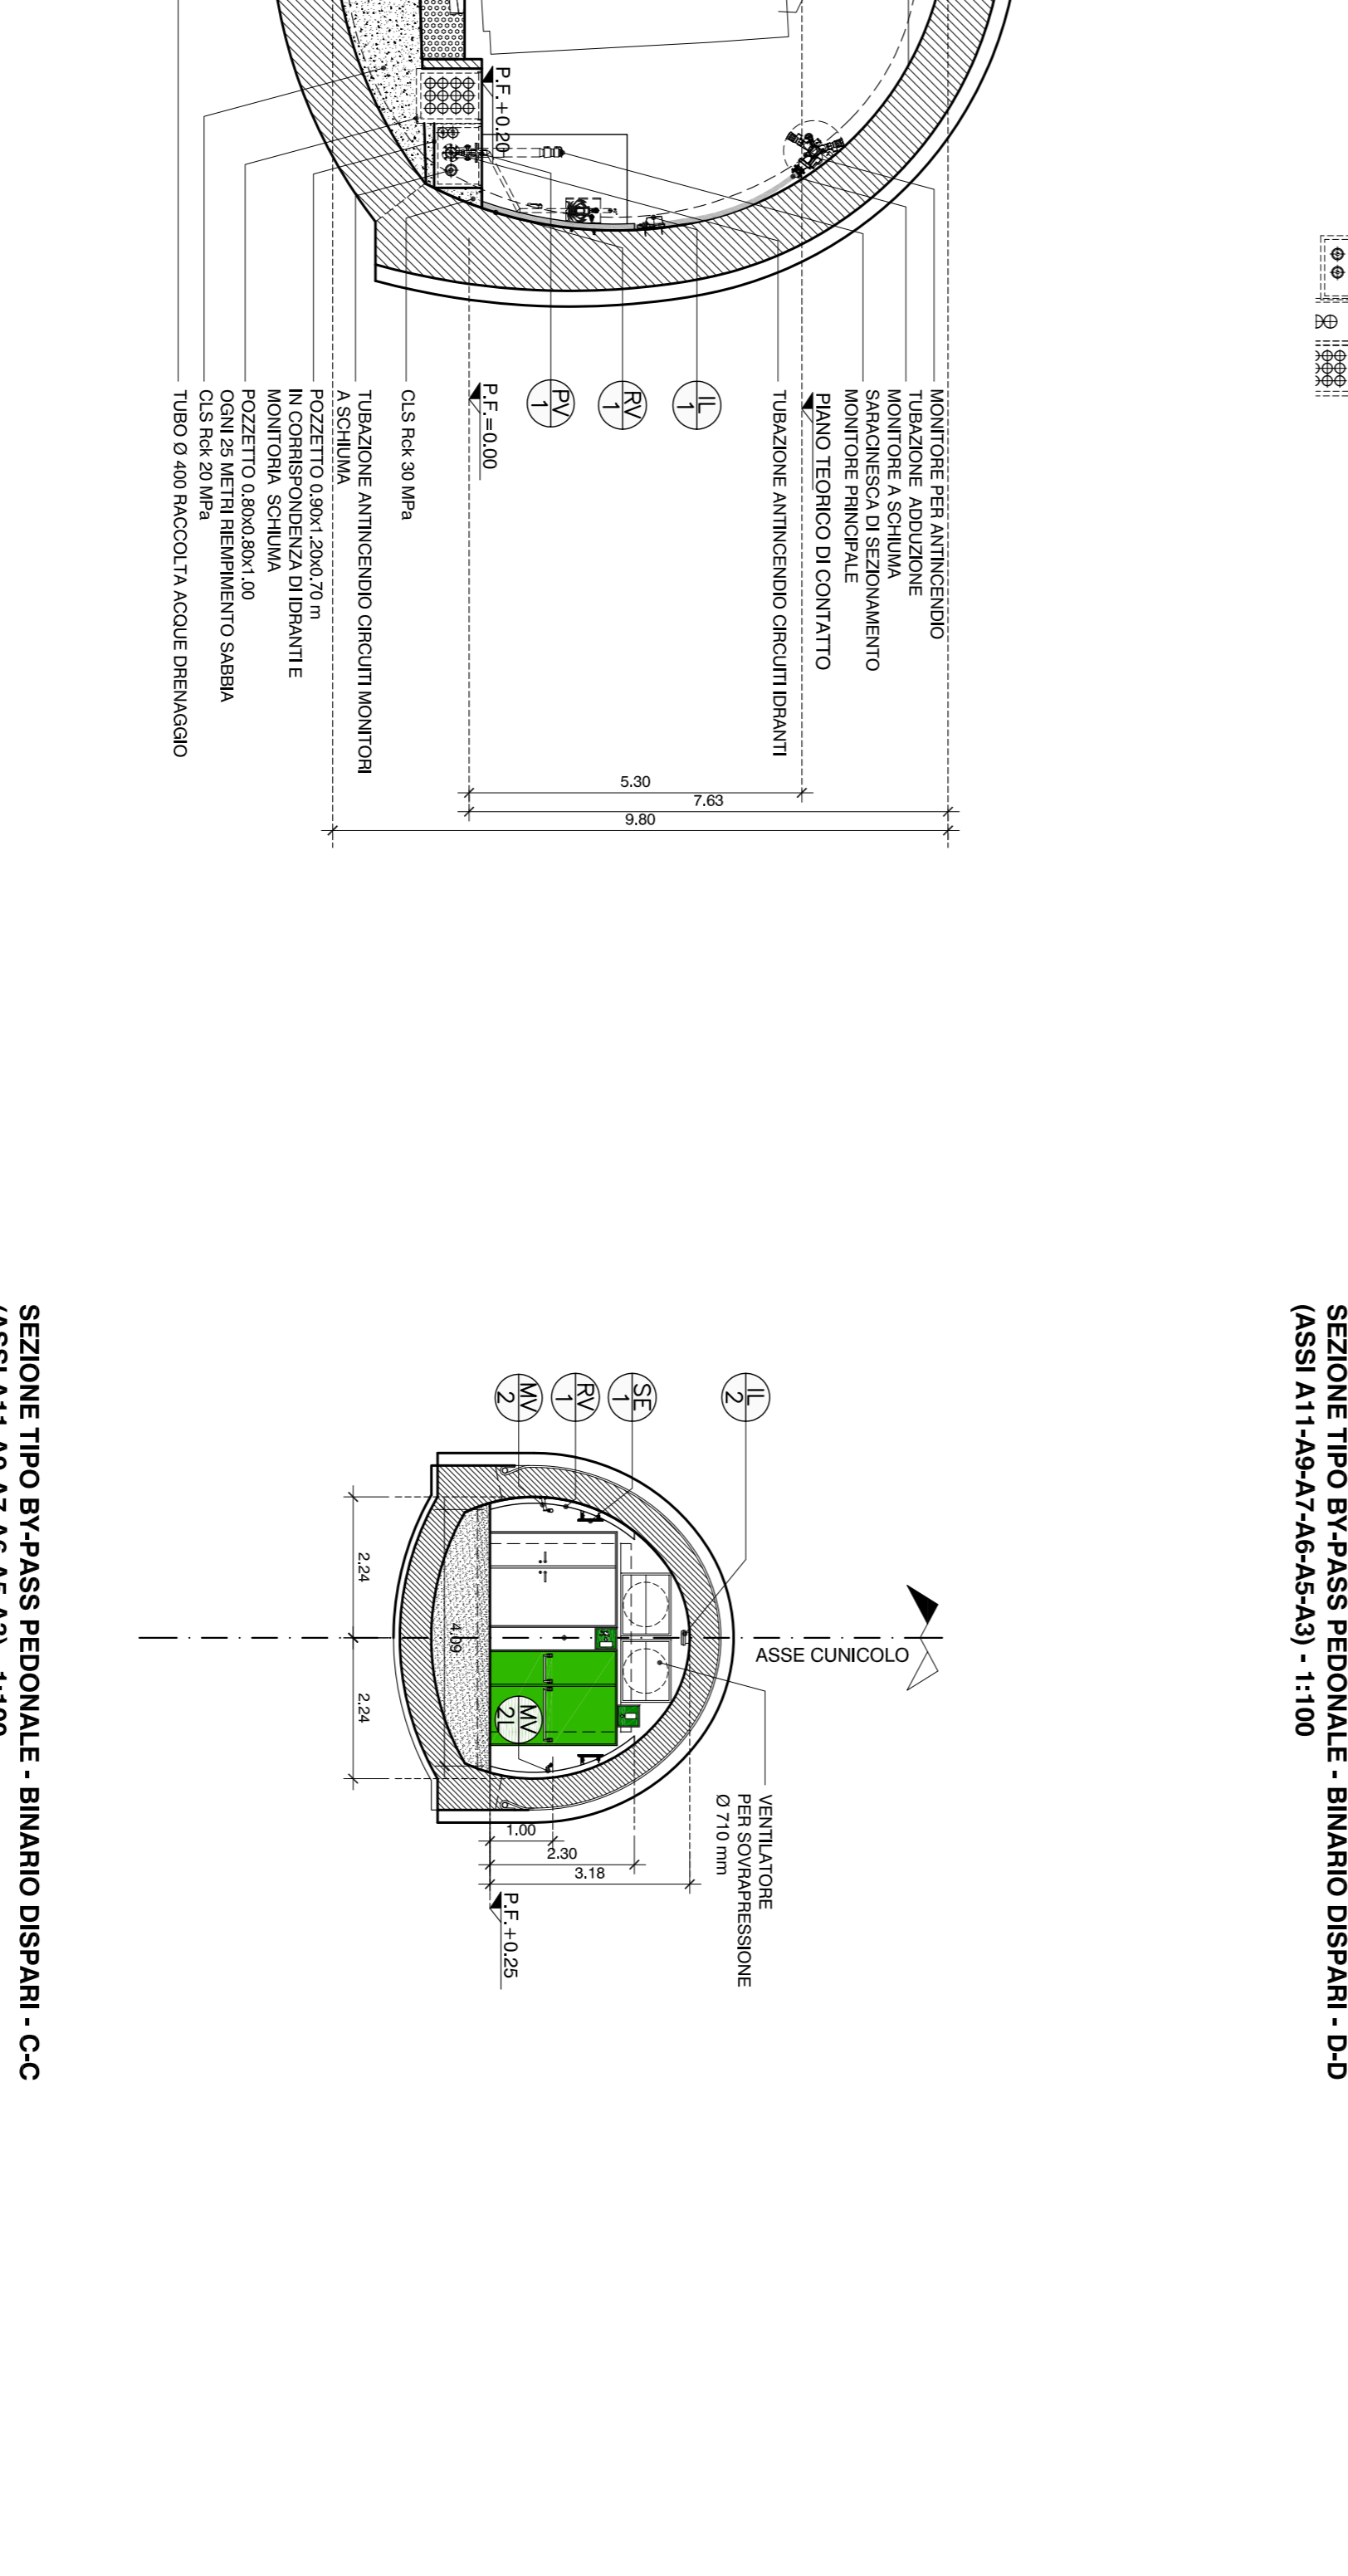 P.F.+0.20
MONITORE PER ANTINCENDIO
TUBAZIONE ADDUZIONE
MONITORE A SCHIUMA
SARACINESCA DI SEZIONAMENTO
MONITORE PRINCIPALE
PIANO TEORICO DI CONTATTO
TUBAZIONE ANTINCENDIO CIRCUITI IDRANTI
IL
1
RV
1
PV
1
P.F.=0.00
CLS Rck 30 MPa
TUBAZIONE ANTINCENDIO CIRCUITI MONITORI
A SCHIUMA
POZZETTO 0.90x1.20x0.70 m
IN CORRISPONDENZA DI IDRANTI E
MONITORIA SCHIUMA
POZZETTO 0.80x0.80x1.00
OGNI 25 METRI RIEMPIMENTO SABBIA
CLS Rck 20 MPa
TUBO Ø 400 RACCOLTA ACQUE DRENAGGIO
5.30
7.63
9.80
SEZIONE TIPO BY-PASS PEDONALE - BINARIO DISPARI - D-D
(ASSI A11-A9-A7-A6-A5-A3) - 1:100
IL
2
SE
1
RV
1
MV
2
ASSE CUNICOLO
MV
2L
2.24
4.09
2.24
VENTILATORE
PER SOVRAPRESSIONE
Ø 710 mm
1.00
2.30
3.18
P.F.+0.25
SEZIONE TIPO BY-PASS PEDONALE - BINARIO DISPARI - C-C